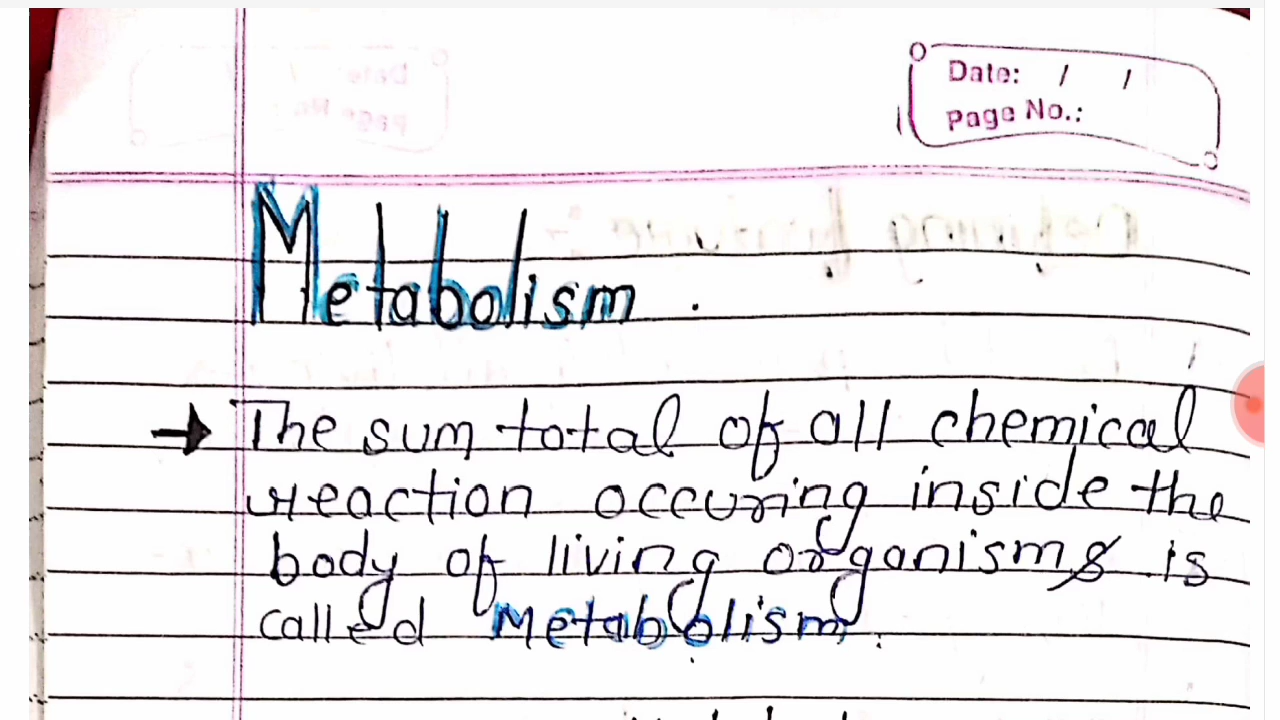 Date: / /
Page No.:
Metabolism.
→ The sum total of all chemical
reaction occuring inside the
body of living organisms is
called Metabolism.